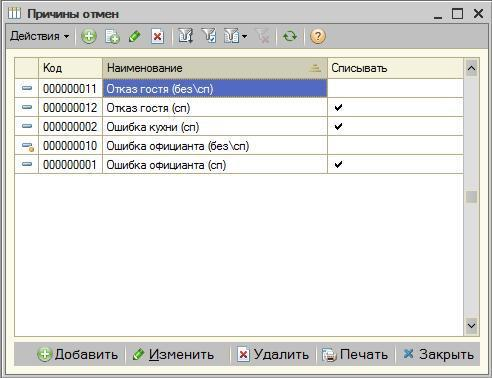 Причины отмен
Действия
Код Наименование Списывать
000000011 Отказ гостя (без\сп)
000000012 Отказ гостя (сп)
000000002 Ошибка кухни (сп)
000000010 Ошибка официанта (без\сп)
000000001 Ошибка официанта (сп)
Добавить Изменить Удалить Печать Закрыть